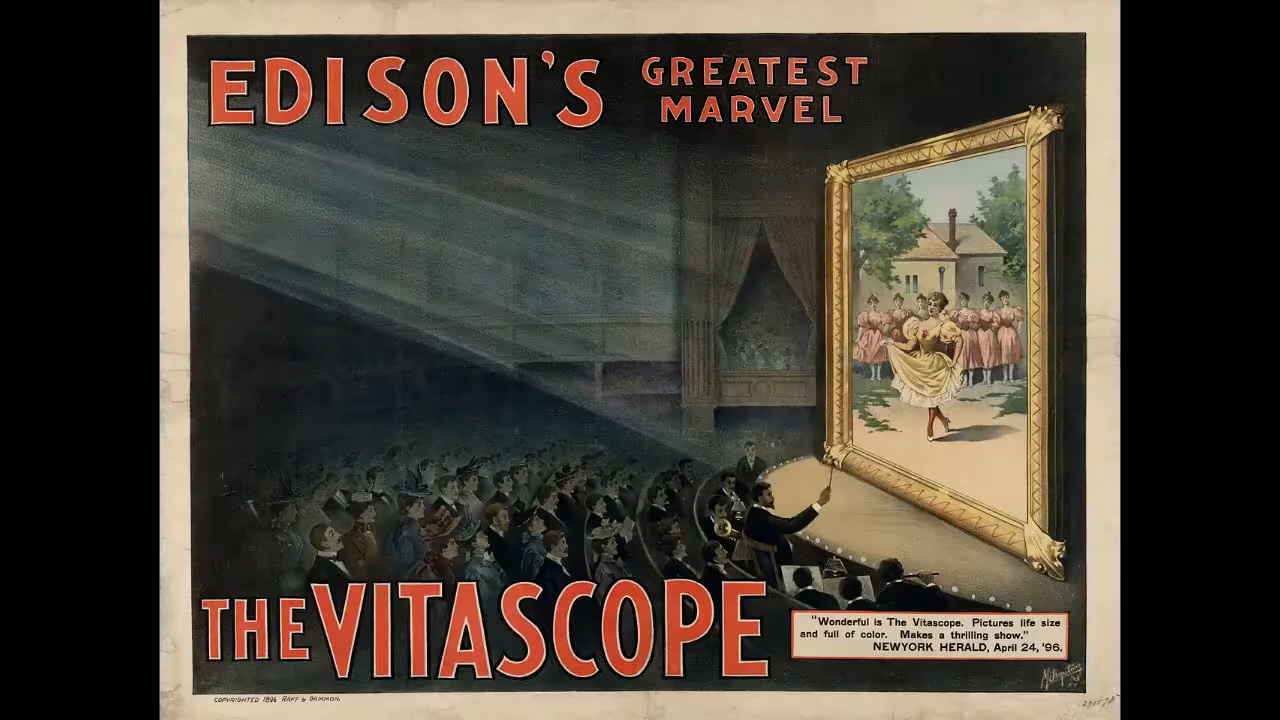 EDISON'S GREATEST
MARVEL
THE VITASCOPE
"Wonderful is The Vitascope. Pictures life size
and full of color. Makes a thrilling show."
NEWYORK HERALD, April 24, '96.
COPYRIGHTED 1896 RAFF & GAMMON.